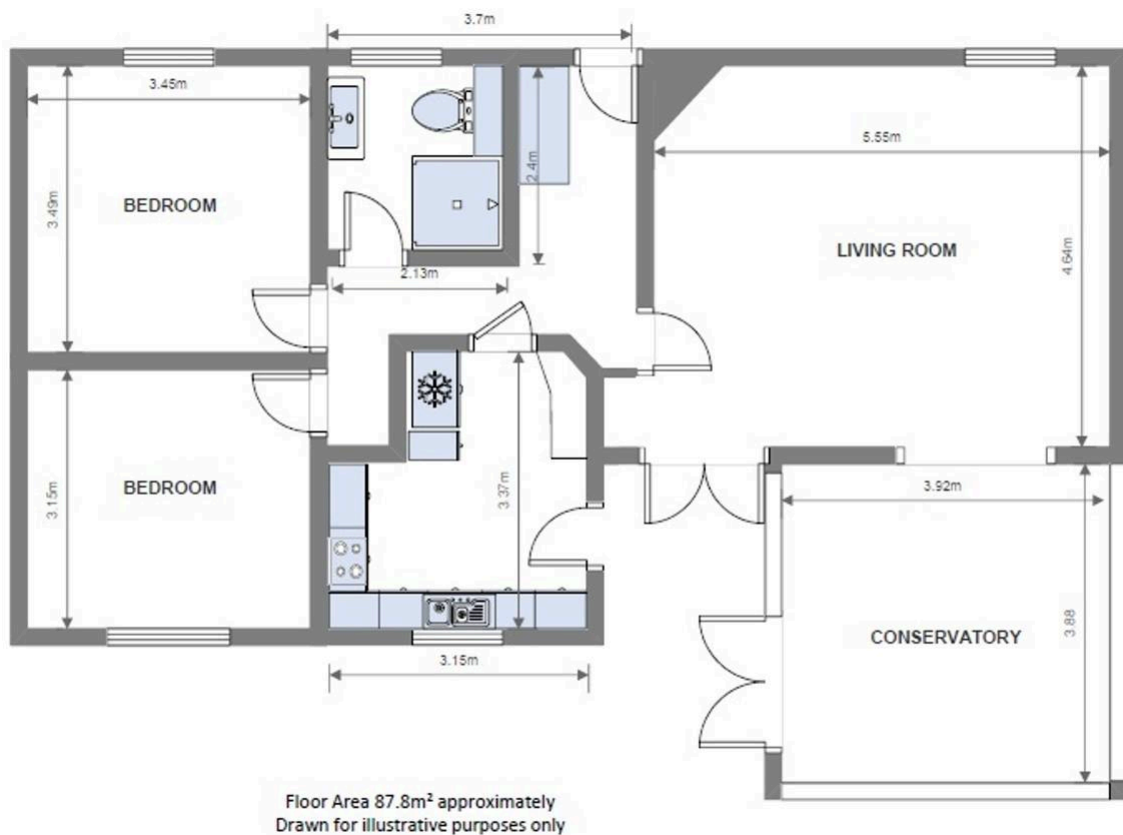 3.7m
3.45m
5.55m
2.4m
3.49m
BEDROOM
LIVING ROOM
4.64m
2.13m
3.15m
BEDROOM
3.37m
3.92m
3.88
CONSERVATORY
3.15m
Floor Area 87.8m² approximately
Drawn for illustrative purposes only